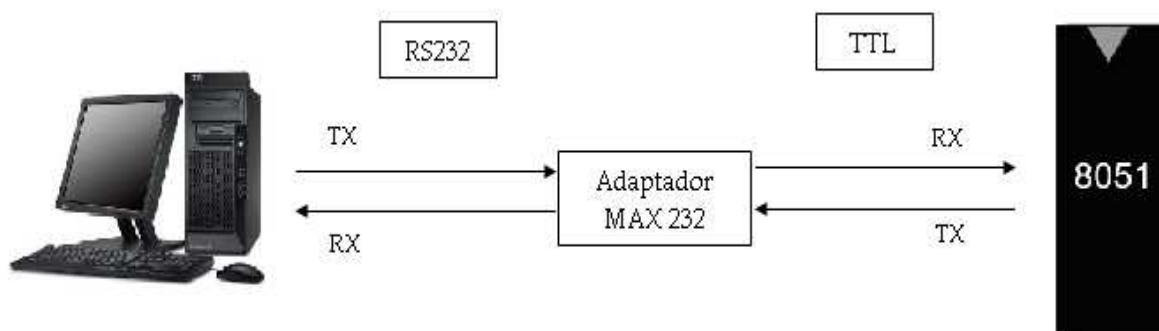 RS232
TTL
TX
RX
Adaptador
MAX 232
8051
RX
TX